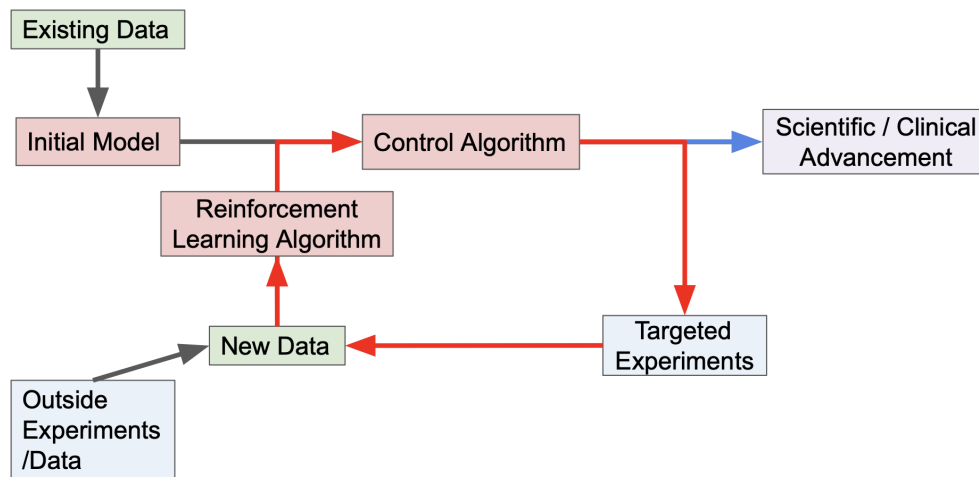 Existing Data
Initial Model
Control Algorithm
Scientific / Clinical
Advancement
Reinforcement
Learning Algorithm
New Data
Targeted
Experiments
Outside
Experiments
/Data